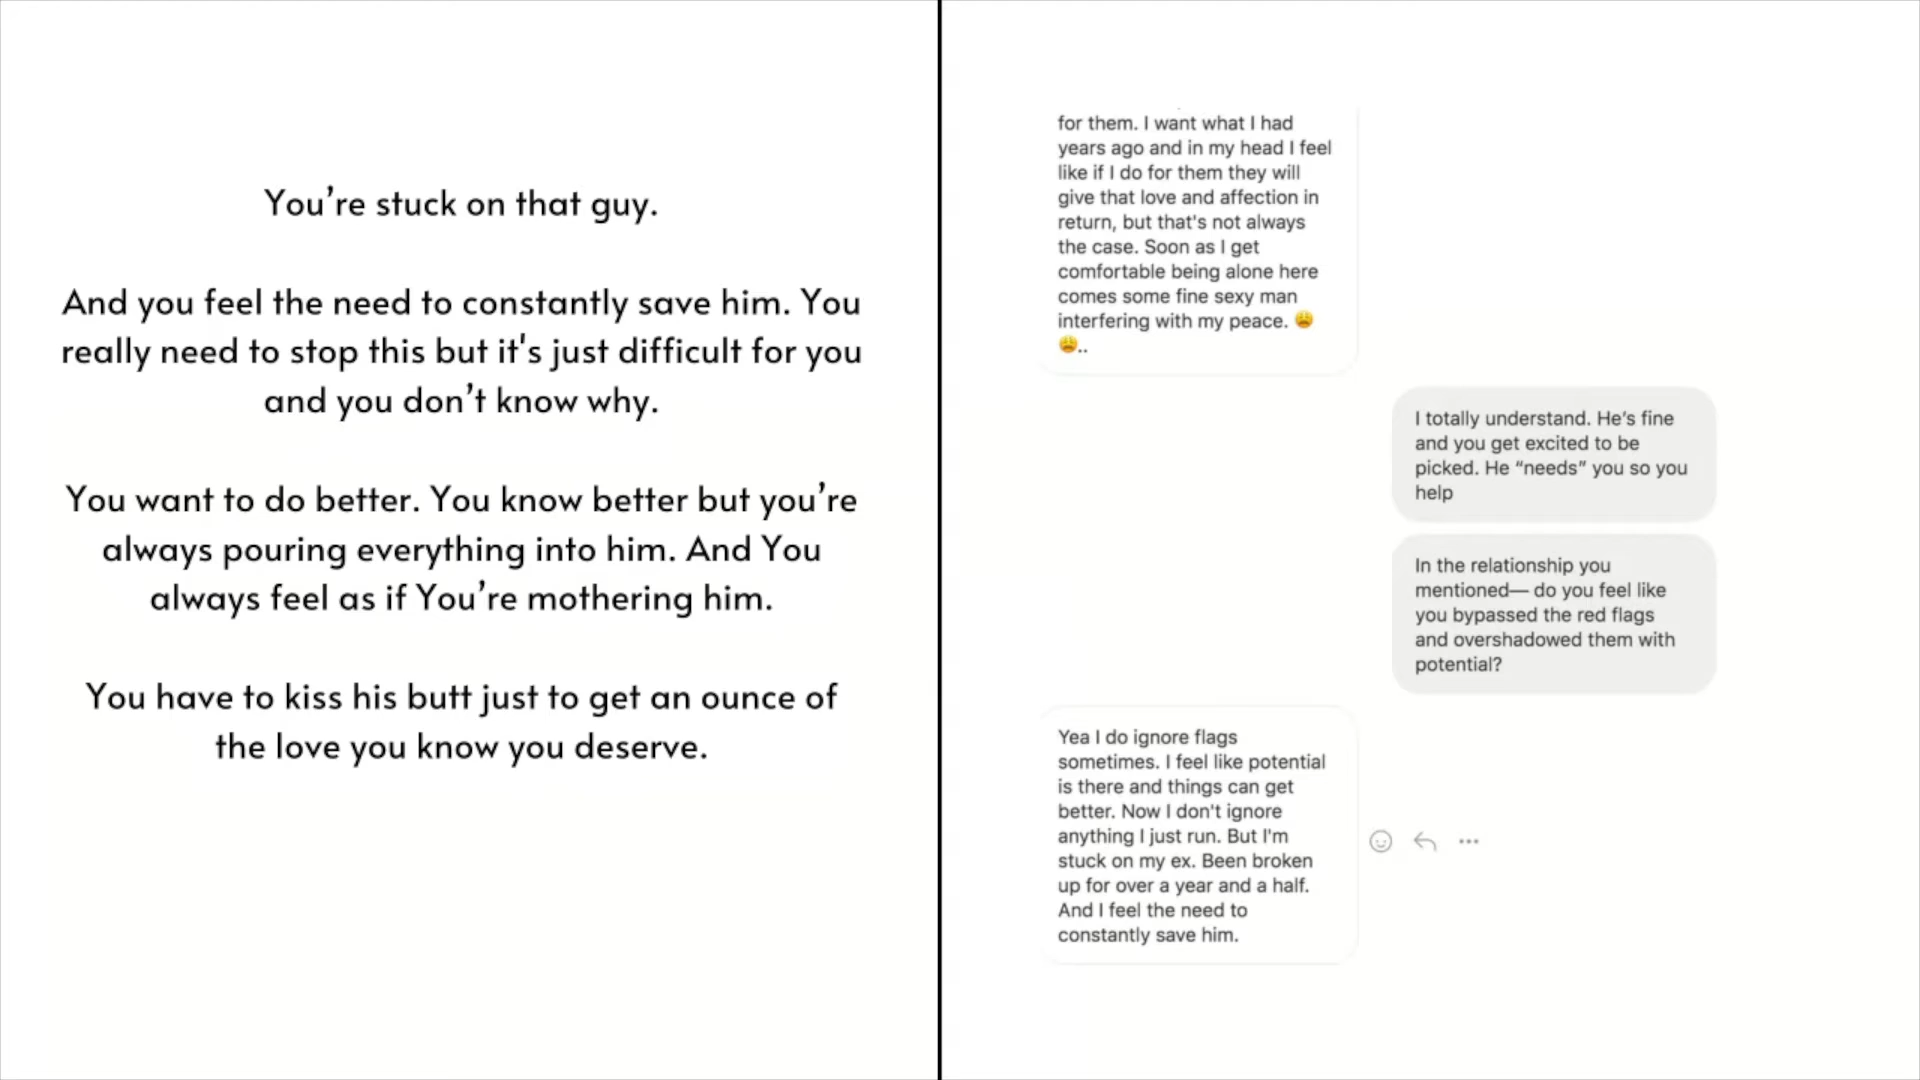 You’re stuck on that guy.
And you feel the need to constantly save him. You
really need to stop this but it's just difficult for you
and you don’t know why.
You want to do better. You know better but you’re
always pouring everything into him. And You
always feel as if You’re mothering him.
You have to kiss his butt just to get an ounce of
the love you know you deserve.
for them. I want what I had
years ago and in my head I feel
like if I do for them they will
give that love and affection in
return, but that's not always
the case. Soon as I get
comfortable being alone here
comes some fine sexy man
interfering with my peace. 😩
😩..
I totally understand. He’s fine
and you get excited to be
picked. He “needs” you so you
help
In the relationship you
mentioned— do you feel like
you bypassed the red flags
and overshadowed them with
potential?
Yea I do ignore flags
sometimes. I feel like potential
is there and things can get
better. Now I don't ignore
anything I just run. But I'm
stuck on my ex. Been broken
up for over a year and a half.
And I feel the need to
constantly save him.